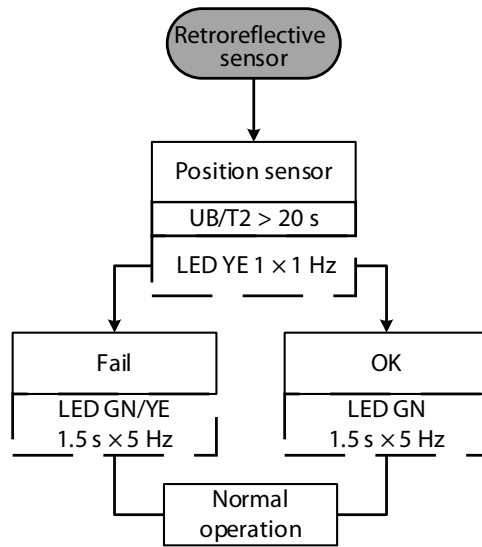 Retroreflective
sensor
Position sensor
UB/T2 > 20 s
LED YE 1 × 1 Hz
Fail
OK
LED GN/YE
1.5 s × 5 Hz
LED GN
1.5 s × 5 Hz
Normal
operation